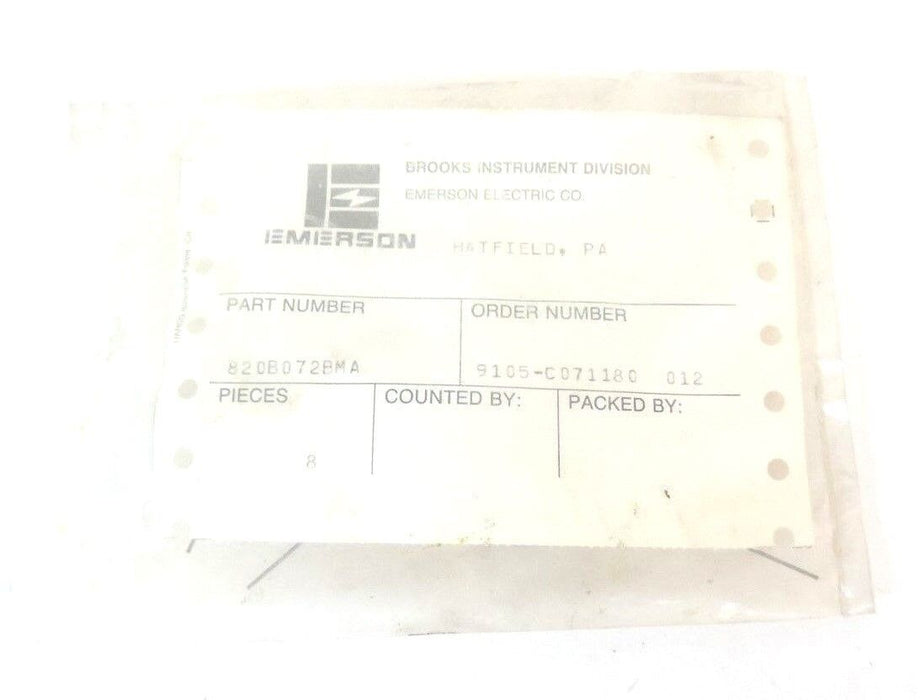 BROOKS INSTRUMENT DIVISION
EMERSON ELECTRIC CO.
EMERSON
HATFIELD, PA
PART NUMBER
ORDER NUMBER
820B072BMA
9105-C071180 012
PIECES
COUNTED BY:
PACKED BY:
8